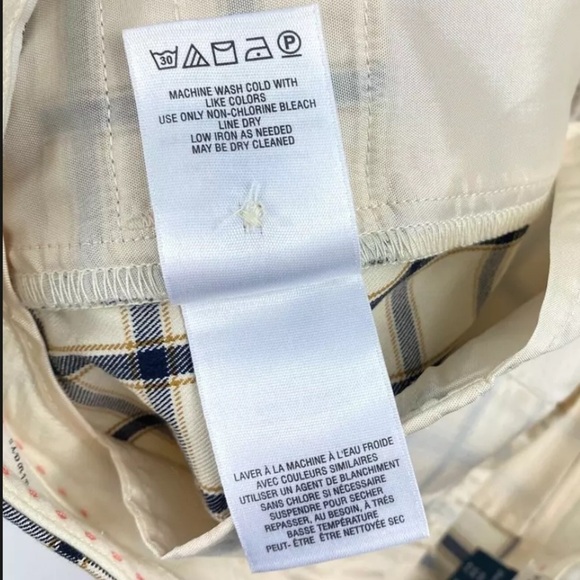 30 P
MACHINE WASH COLD WITH
LIKE COLORS
USE ONLY NON-CHLORINE BLEACH
LINE DRY
LOW IRON AS NEEDED
MAY BE DRY CLEANED
LAVER À LA MACHINE À L'EAU FROIDE
AVEC COULEURS SIMILAIRES
UTILISER UN AGENT DE BLANCHIMENT
SANS CHLORE SI NÉCESSAIRE
SUSPENDRE POUR SÉCHER
REPASSER, AU BESOIN, À TRÈS
BASSE TEMPÉRATURE
PEUT- ÊTRE ÊTRE NETTOYÉE SEC